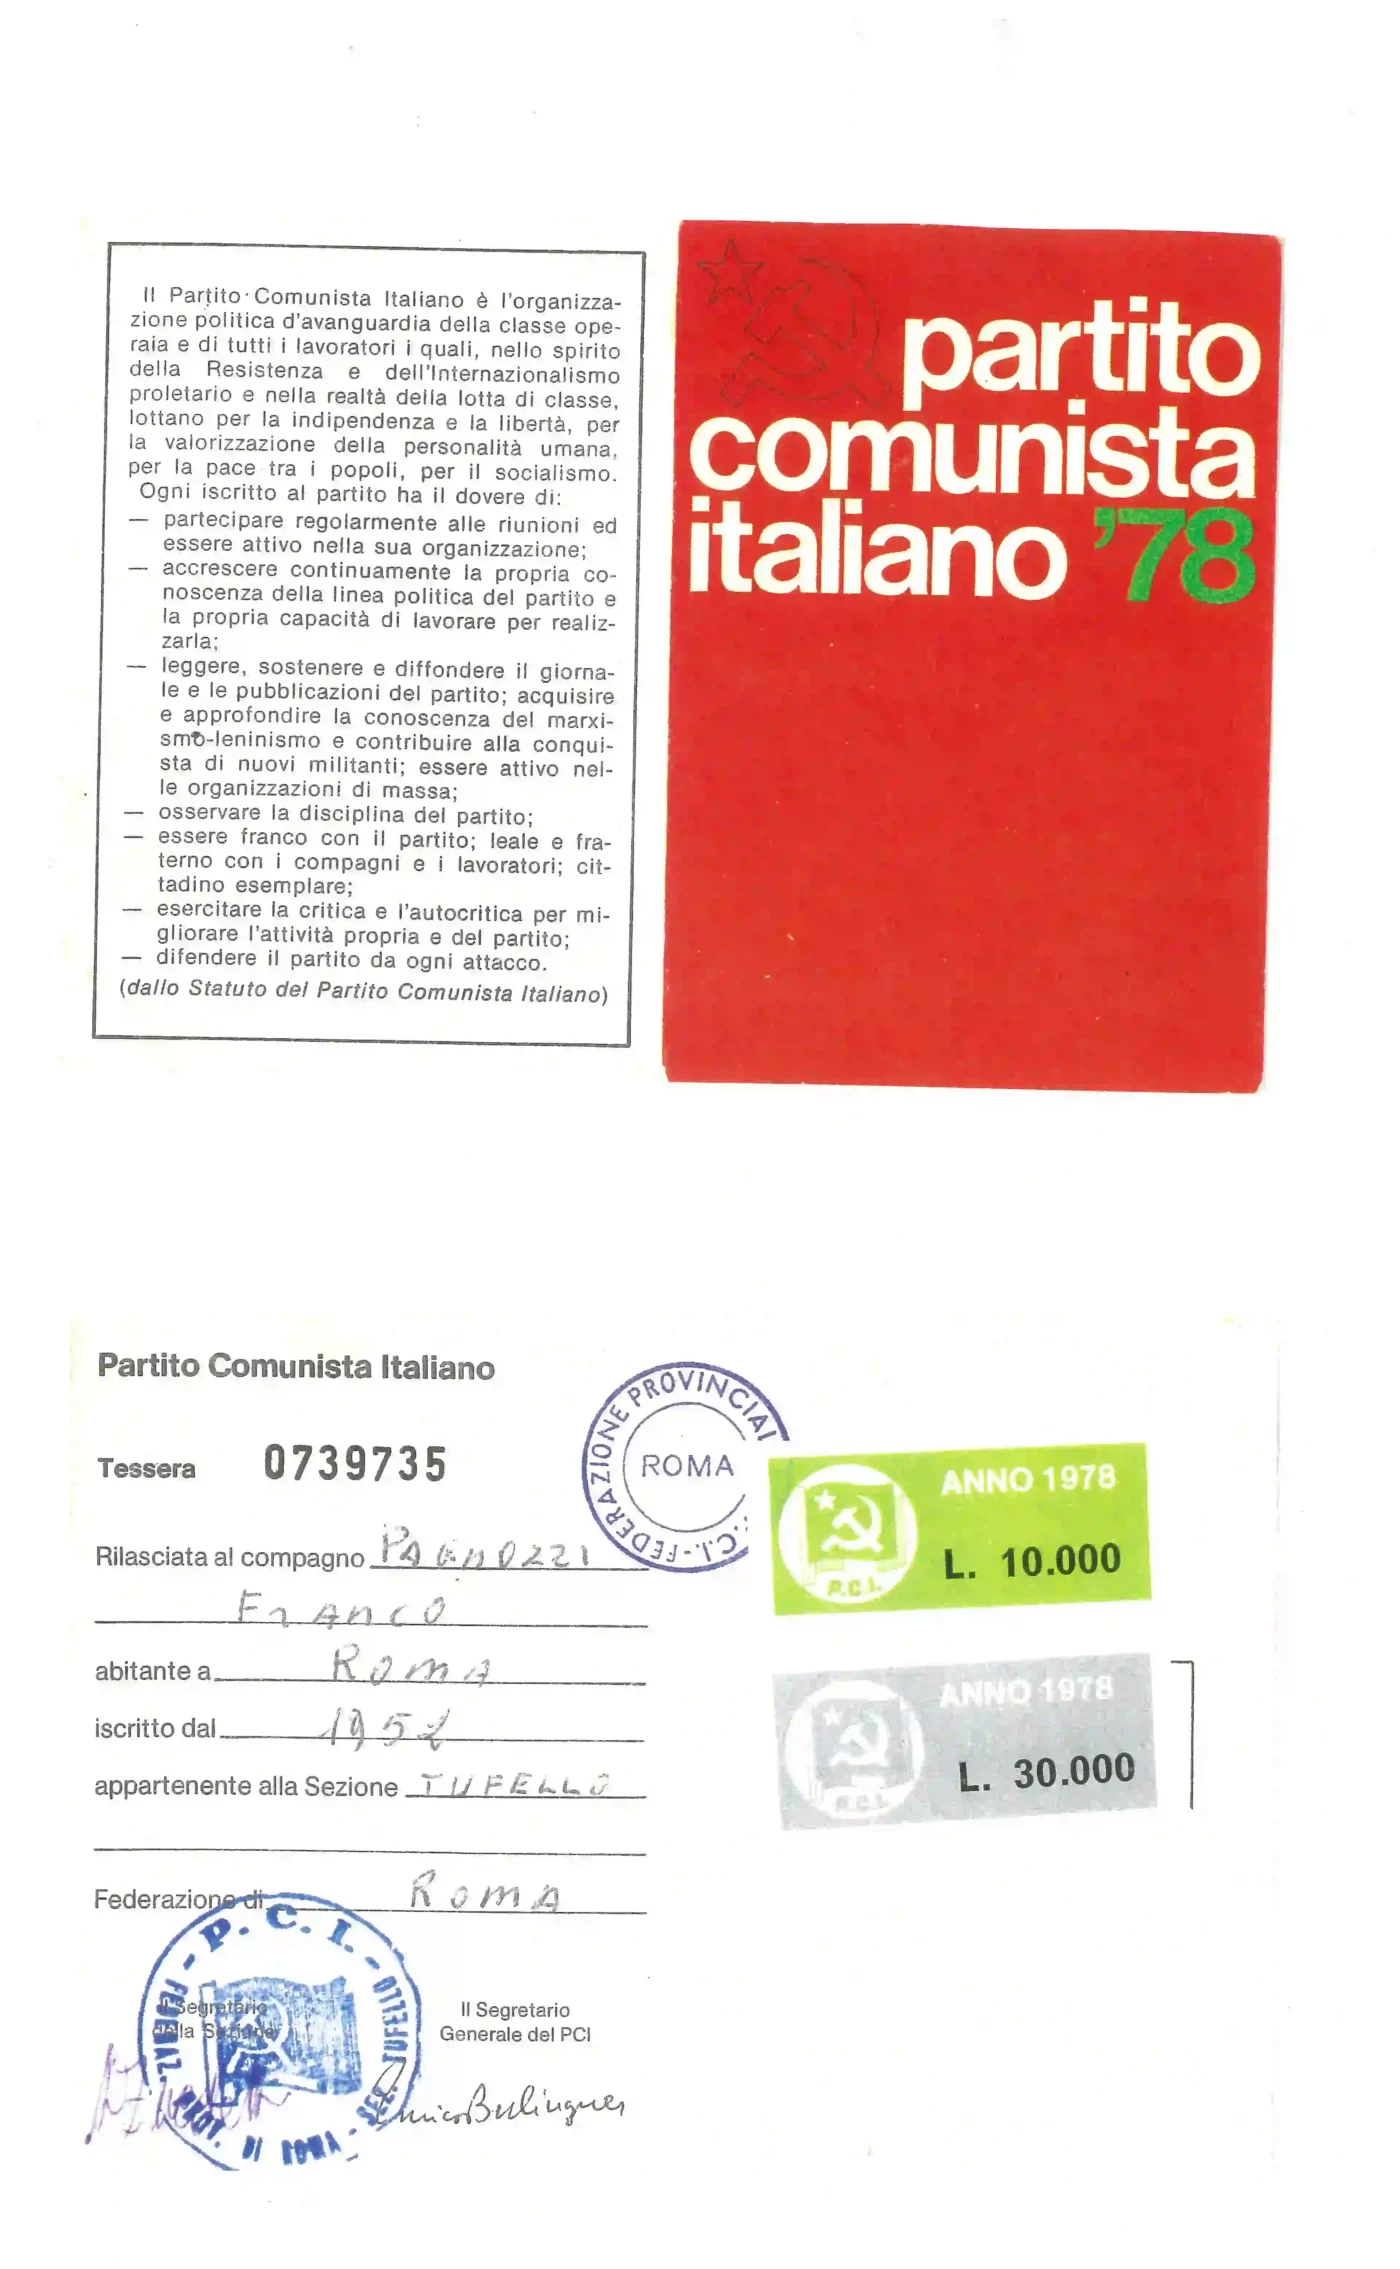 Il Partito Comunista Italiano è l'organizza-
zione politica d'avanguardia della classe ope-
raia e di tutti i lavoratori i quali, nello spirito
della Resistenza e dell'Internazionalismo
proletario e nella realtà della lotta di classe,
lottano per la indipendenza e la libertà, per
la valorizzazione della personalità umana,
per la pace tra i popoli, per il socialismo.
Ogni iscritto al partito ha il dovere di:
— partecipare regolarmente alle riunioni ed
essere attivo nella sua organizzazione;
— accrescere continuamente la propria co-
noscenza della linea politica del partito e
la propria capacità di lavorare per realiz-
zarla;
— leggere, sostenere e diffondere il giorna-
le e le pubblicazioni del partito; acquisire
e approfondire la conoscenza del marxi-
smo-leninismo e contribuire alla conqui-
sta di nuovi militanti; essere attivo nel-
le organizzazioni di massa;
— osservare la disciplina del partito;
— essere franco con il partito; leale e fra-
terno con i compagni e i lavoratori; cit-
tadino esemplare;
— esercitare la critica e l'autocritica per mi-
gliorare l'attività propria e del partito;
— difendere il partito da ogni attacco.
(dallo Statuto del Partito Comunista Italiano)
partito
comunista
italiano '78
Partito Comunista Italiano
Tessera 0739735
Rilasciata al compagno PAGNOZZI
FRANCO
abitante a ROMA
iscritto dal 1952
appartenente alla Sezione TUFELLO
Federazione di ROMA
Il Segretario
della Sezione
Il Segretario
Generale del PCI
Enrico Berlinguer
P.C.I. - FEDERAZIONE PROVINCIAL
ROMA
ANNO 1978
P.C.I.
L. 10.000
ANNO 1978
P.C.I.
L. 30.000
- P. C. I. -
FEDERAZ. PROV. DI ROMA - SEZ. TUFELLO